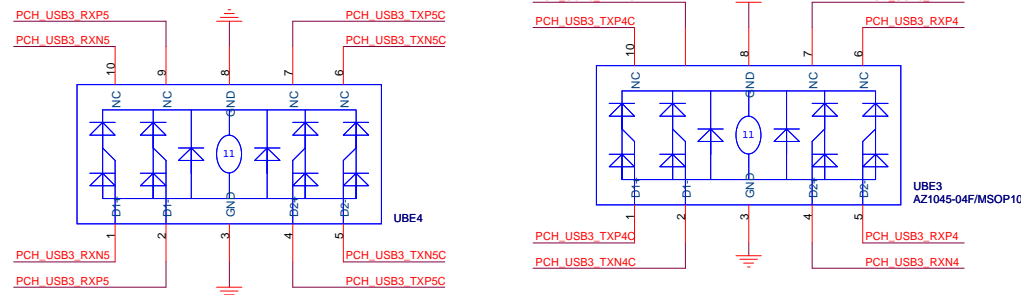 PCH_USB3_RXP5
PCH_USB3_TXP5C
PCH_USB3_RXN5
PCH_USB3_TXN5C
10
9
8
7
6
NC
NC
GND
NC
NC
11
D1+
D1-
GND
D2+
D2-
UBE4
1
2
3
4
5
PCH_USB3_RXN5
PCH_USB3_TXN5C
PCH_USB3_RXP5
PCH_USB3_TXP5C
PCH_USB3_TXP4C
PCH_USB3_RXP4
10
8
7
6
NC
GND
NC
NC
11
D1+
D1-
GND
D2+
D2-
UBE3
AZ1045-04F/MSOP10
1
2
3
4
5
PCH_USB3_TXP4C
PCH_USB3_RXP4
PCH_USB3_TXN4C
PCH_USB3_RXN4